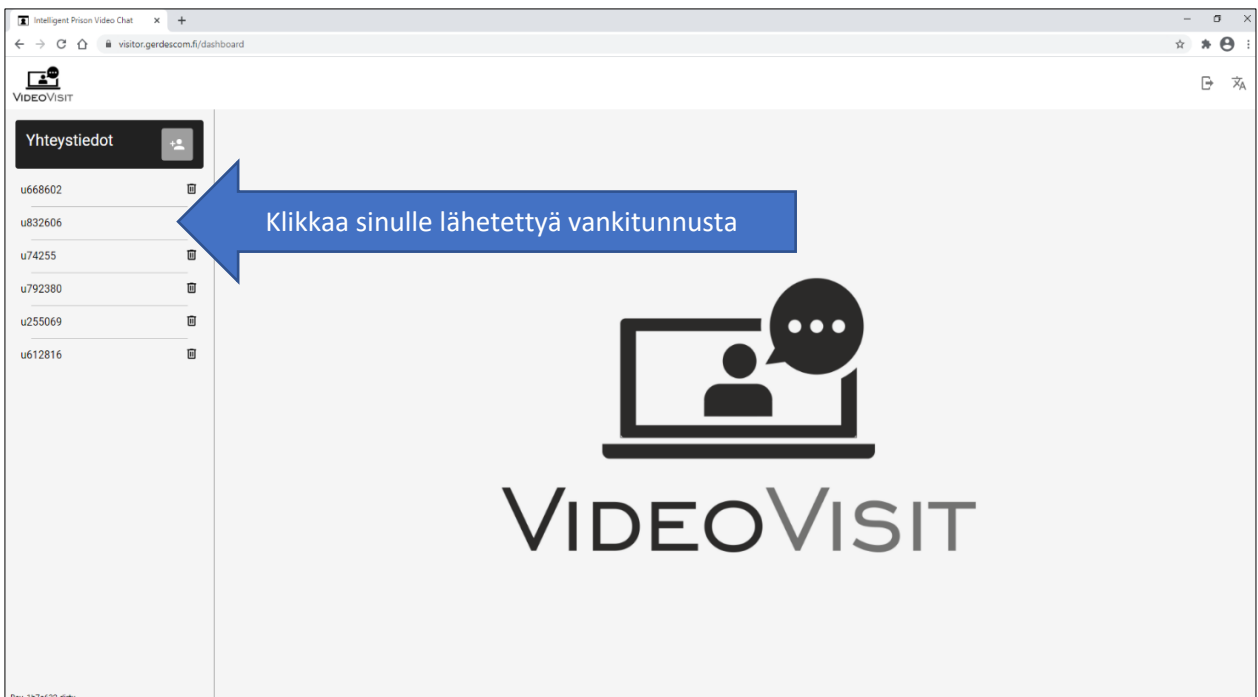 Intelligent Prison Video Chat
visitor.gerdescom.fi/dashboard
VIDEOVISIT
Yhteystiedot
u668602
u832606
Klikkaa sinulle lähetettyä vankitunnusta
u74255
u792380
u255069
u612816
VIDEOVISIT